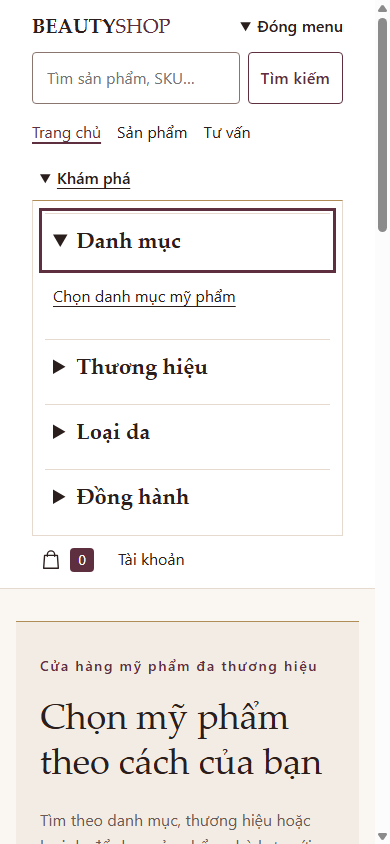 BEAUTYSHOP
Đóng menu
Tìm sản phẩm, SKU...
Tìm kiếm
Trang chủ Sản phẩm Tư vấn
Khám phá
Danh mục
Chọn danh mục mỹ phẩm
Thương hiệu
Loại da
Đồng hành
0 Tài khoản
Cửa hàng mỹ phẩm đa thương hiệu
Chọn mỹ phẩm
theo cách của bạn
Tìm theo danh mục, thương hiệu hoặc